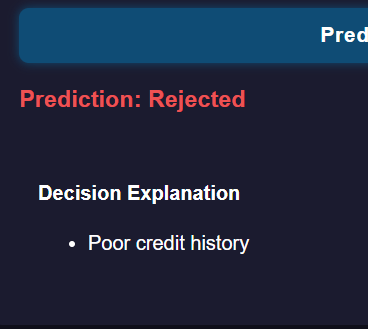 Pred
Prediction: Rejected
Decision Explanation
• Poor credit history